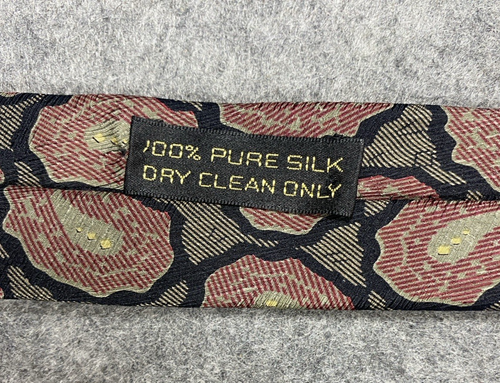 100% PURE SILK
DRY CLEAN ONLY